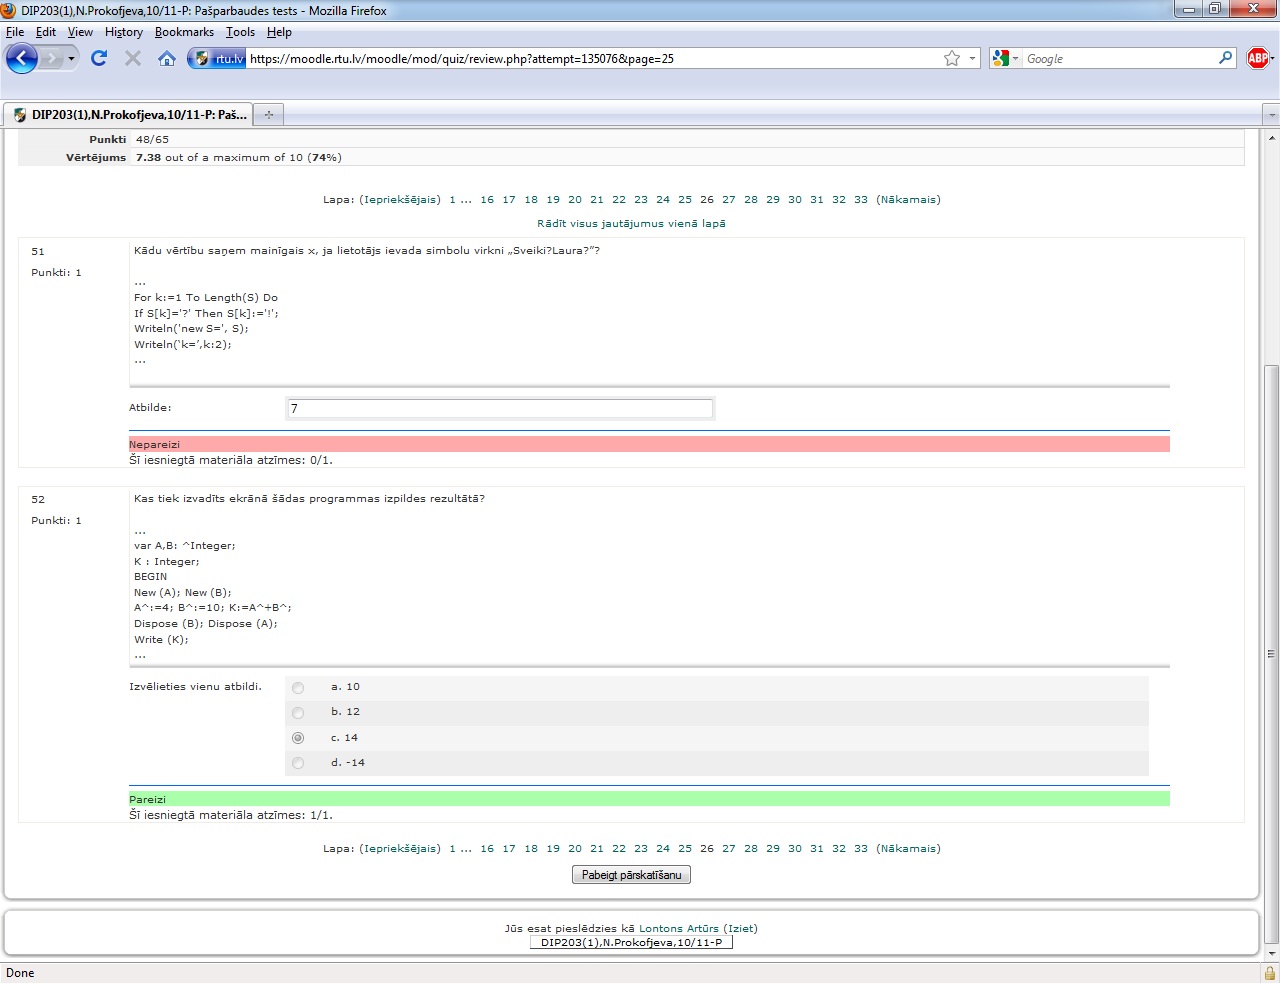 DIP203(1),N.Prokofjeva,10/11-P: Pašparbaudes tests - Mozilla Firefox
File Edit View History Bookmarks Tools Help
rtu.lv https://moodle.rtu.lv/moodle/mod/quiz/review.php?attempt=135076&page=25 Google ABP
DIP203(1),N.Prokofjeva,10/11-P: Paš...
Punkti 48/65
Vērtējums 7.38 out of a maximum of 10 (74%)
Lapa: (Iepriekšējais) 1 ... 16 17 18 19 20 21 22 23 24 25 26 27 28 29 30 31 32 33 (Nākamais)
Rādīt visus jautājumus vienā lapā
51 Kādu vērtību saņem mainīgais x, ja lietotājs ievada simbolu virkni „Sveiki?Laura?”?
Punkti: 1
...
For k:=1 To Length(S) Do
If S[k]='?' Then S[k]:='!';
Writeln('new S=', S);
Writeln(‘k=’,k:2);
...
Atbilde: 7
Nepareizi
Šī iesniegtā materiāla atzīmes: 0/1.
52 Kas tiek izvadīts ekrānā šādas programmas izpildes rezultātā?
Punkti: 1
...
var A,B: ^Integer;
K : Integer;
BEGIN
New (A); New (B);
A^:=4; B^:=10; K:=A^+B^;
Dispose (B); Dispose (A);
Write (K);
...
Izvēlieties vienu atbildi. a. 10
b. 12
c. 14
d. -14
Pareizi
Šī iesniegtā materiāla atzīmes: 1/1.
Lapa: (Iepriekšējais) 1 ... 16 17 18 19 20 21 22 23 24 25 26 27 28 29 30 31 32 33 (Nākamais)
Pabeigt pārskatīšanu
Jūs esat pieslēdzies kā Lontons Artūrs (Iziet)
DIP203(1),N.Prokofjeva,10/11-P
Done